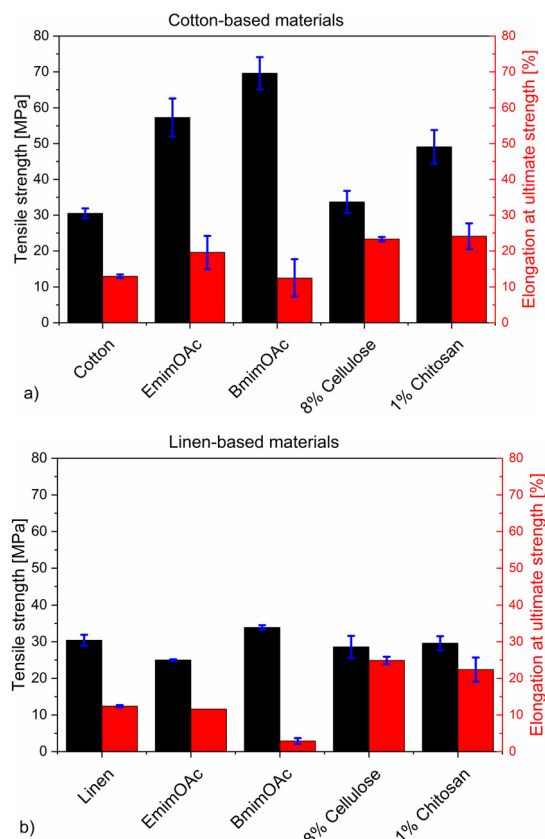 Cotton-based materials
Tensile strength [MPa]
Elongation at ultimate strength [%]
80 80
70 70
60 60
50 50
40 40
30 30
20 20
10 10
0 0
Cotton EmimOAc BmimOAc 8% Cellulose 1% Chitosan
a)
Linen-based materials
Tensile strength [MPa]
Elongation at ultimate strength [%]
80 80
70 70
60 60
50 50
40 40
30 30
20 20
10 10
0 0
Linen EmimOAc BmimOAc 8% Cellulose 1% Chitosan
b)